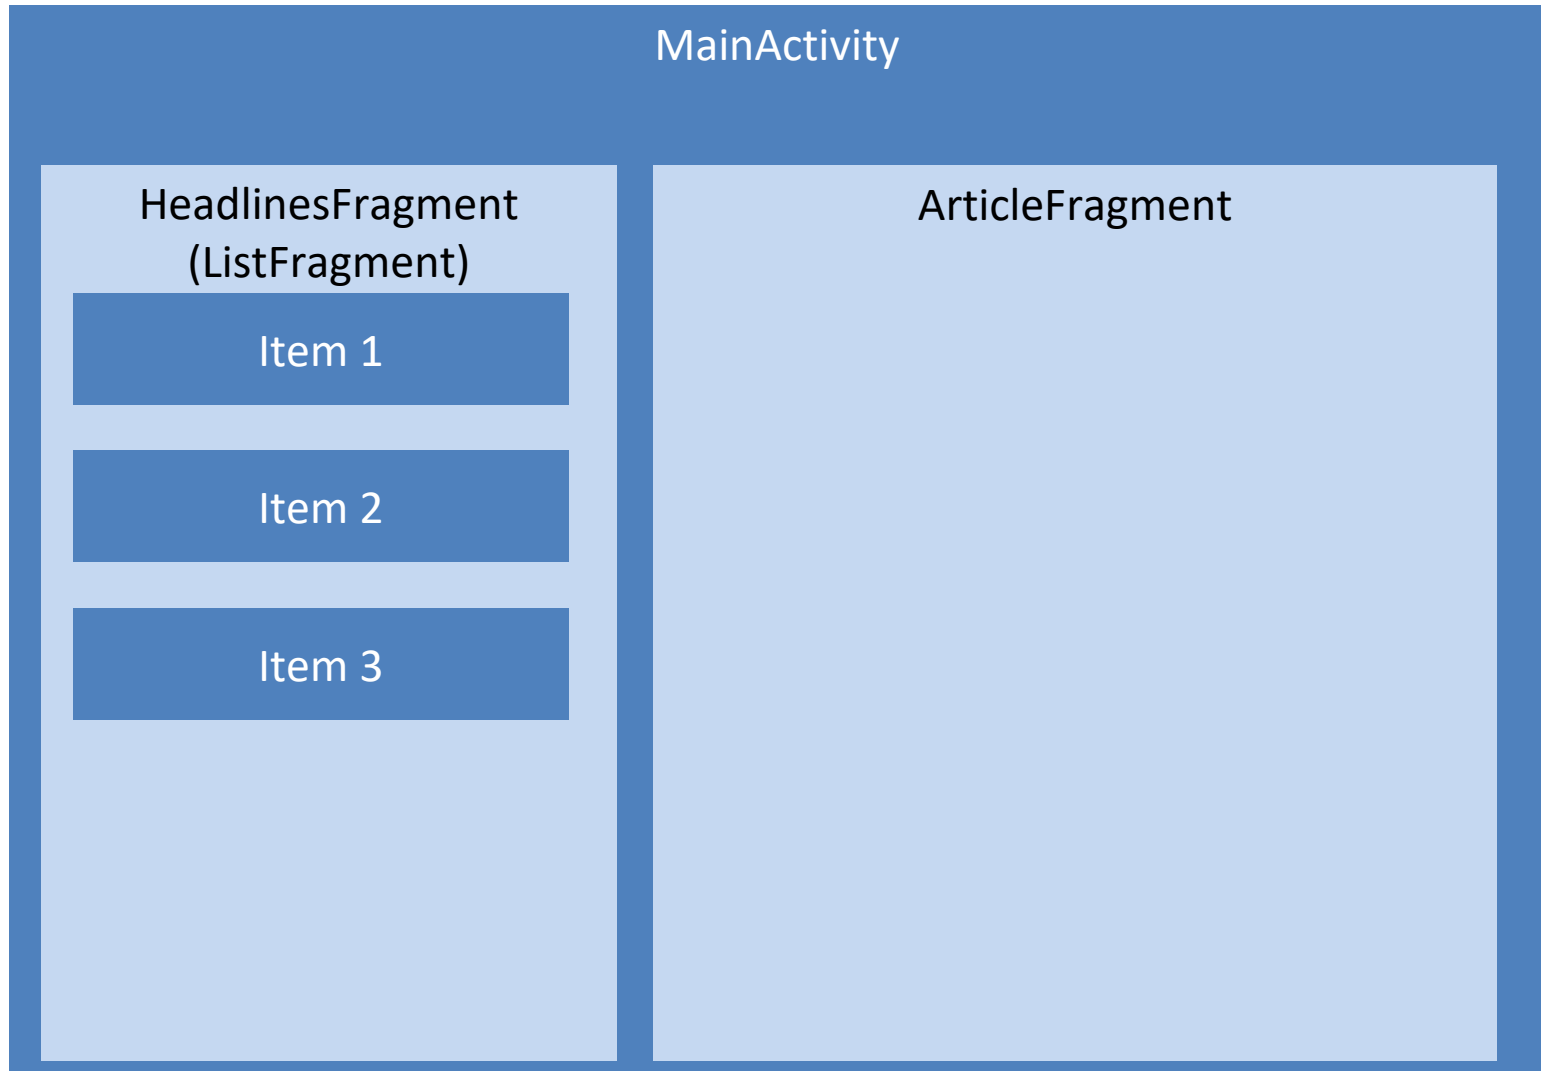 MainActivity
HeadlinesFragment
(ListFragment)
Item 1
Item 2
Item 3
ArticleFragment